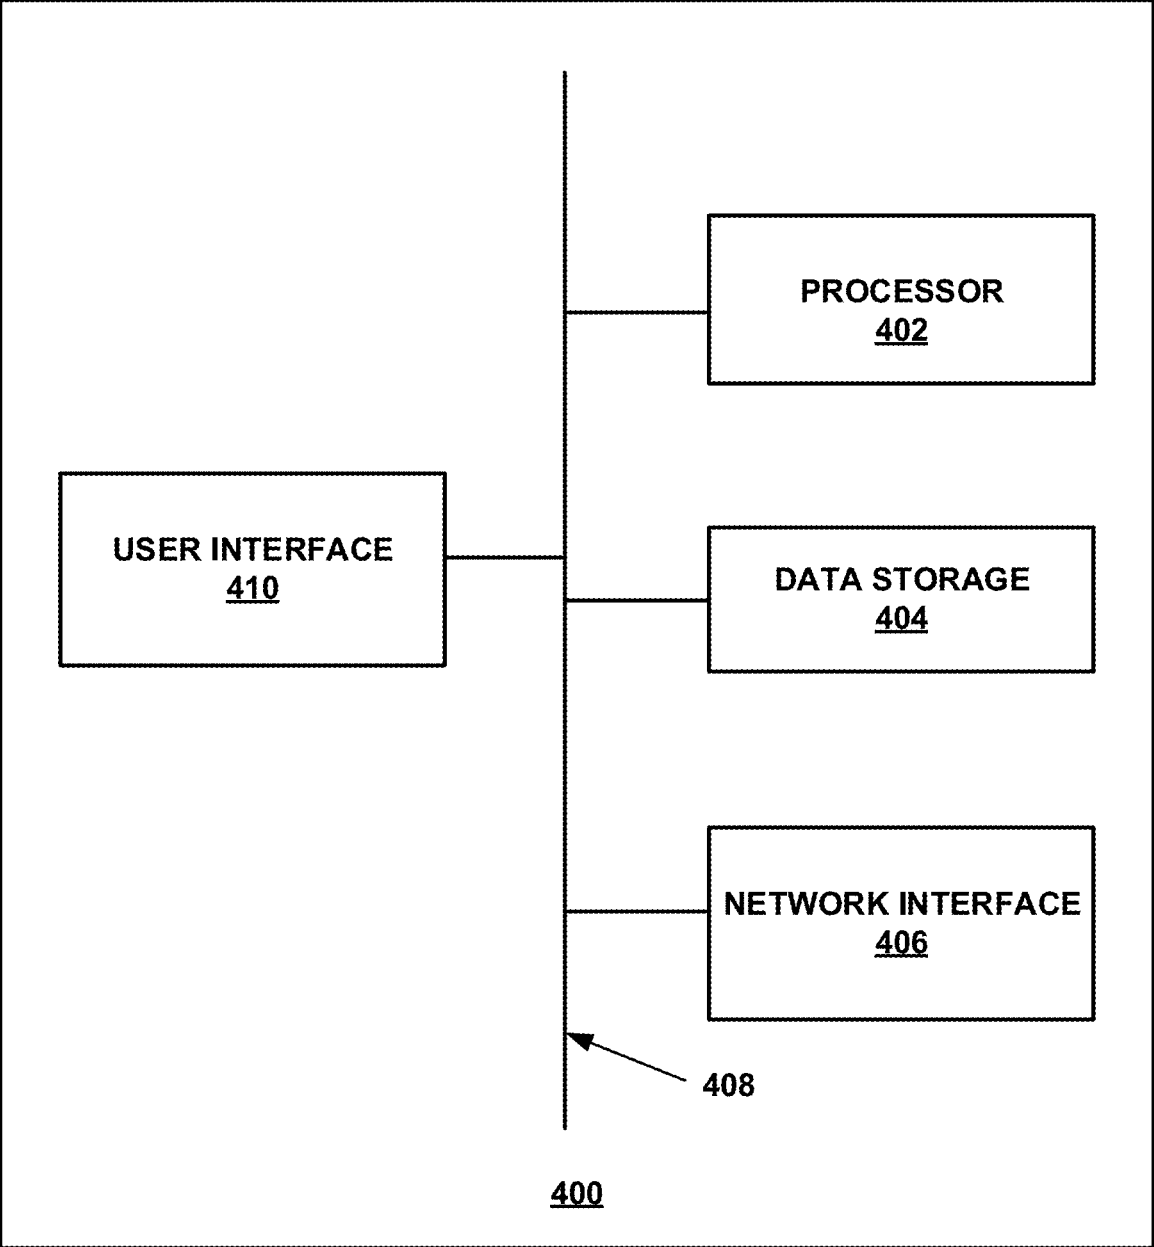 PROCESSOR
402
USER INTERFACE
410
DATA STORAGE
404
NETWORK INTERFACE
406
408
400